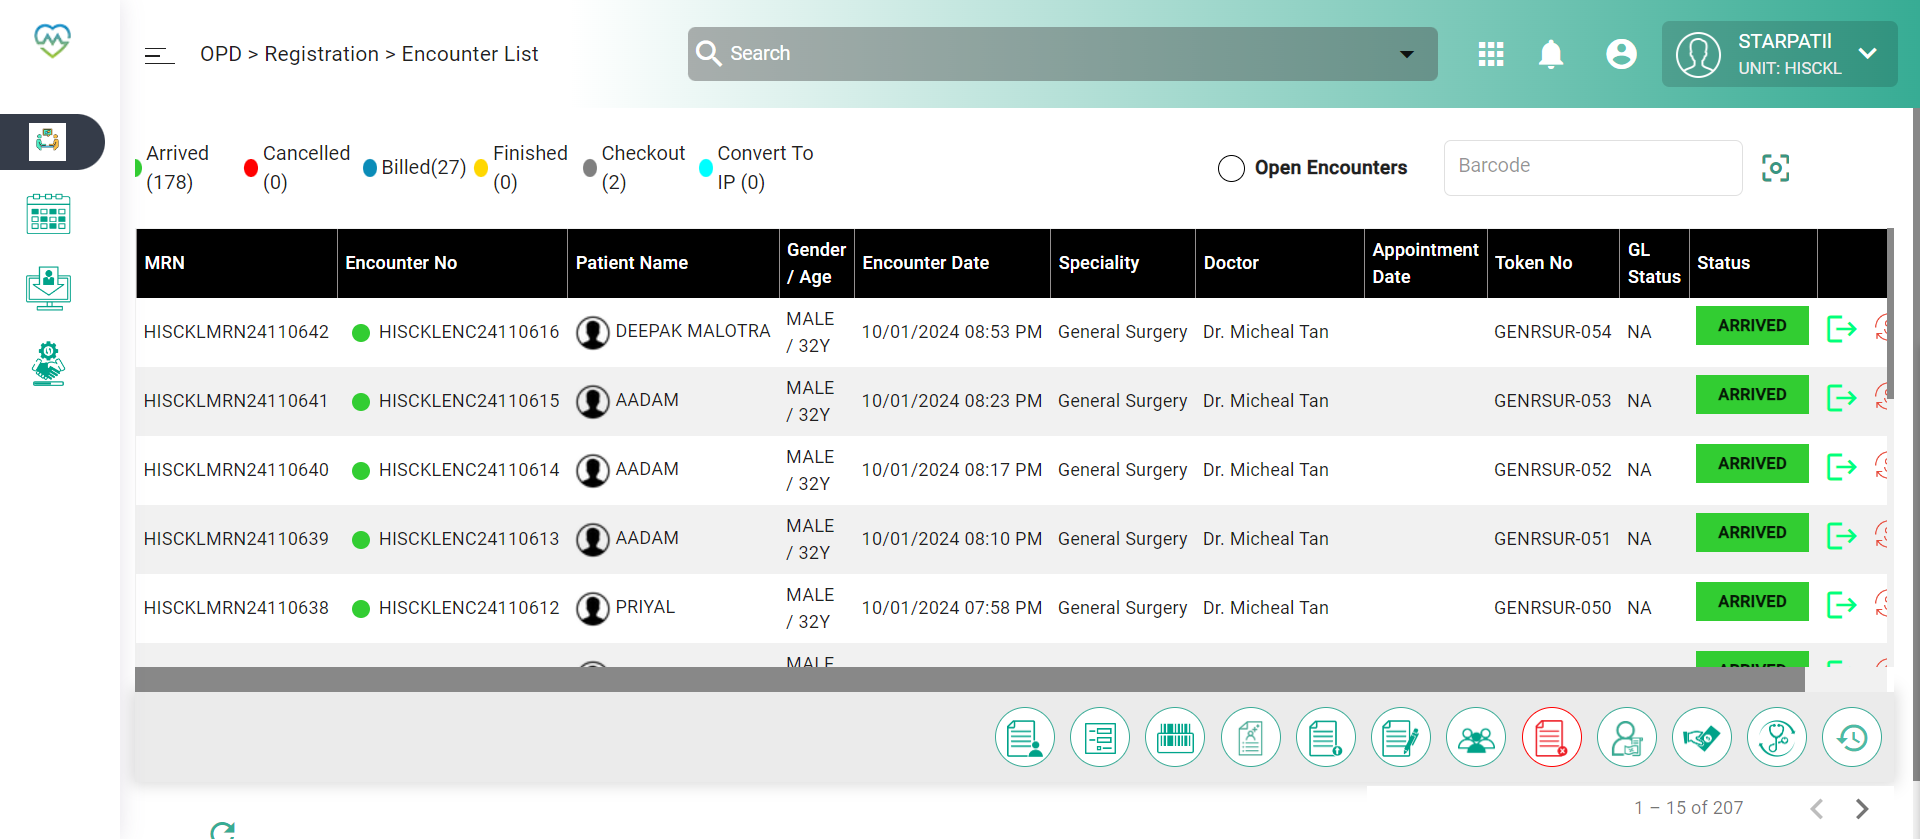 OPD > Registration > Encounter List
Search
STARPATII
UNIT: HISCKL
Arrived (178)
Cancelled (0)
Billed(27)
Finished (0)
Checkout (2)
Convert To IP (0)
Open Encounters
Barcode
MRN Encounter No Patient Name Gender / Age Encounter Date Speciality Doctor Appointment Date Token No GL Status Status
HISCKLMRN24110642 HISCKLENC24110616 DEEPAK MALOTRA MALE / 32Y 10/01/2024 08:53 PM General Surgery Dr. Micheal Tan GENRSUR-054 NA ARRIVED
HISCKLMRN24110641 HISCKLENC24110615 AADAM MALE / 32Y 10/01/2024 08:23 PM General Surgery Dr. Micheal Tan GENRSUR-053 NA ARRIVED
HISCKLMRN24110640 HISCKLENC24110614 AADAM MALE / 32Y 10/01/2024 08:17 PM General Surgery Dr. Micheal Tan GENRSUR-052 NA ARRIVED
HISCKLMRN24110639 HISCKLENC24110613 AADAM MALE / 32Y 10/01/2024 08:10 PM General Surgery Dr. Micheal Tan GENRSUR-051 NA ARRIVED
HISCKLMRN24110638 HISCKLENC24110612 PRIYAL MALE / 32Y 10/01/2024 07:58 PM General Surgery Dr. Micheal Tan GENRSUR-050 NA ARRIVED
MALE ARRIVED
1 – 15 of 207